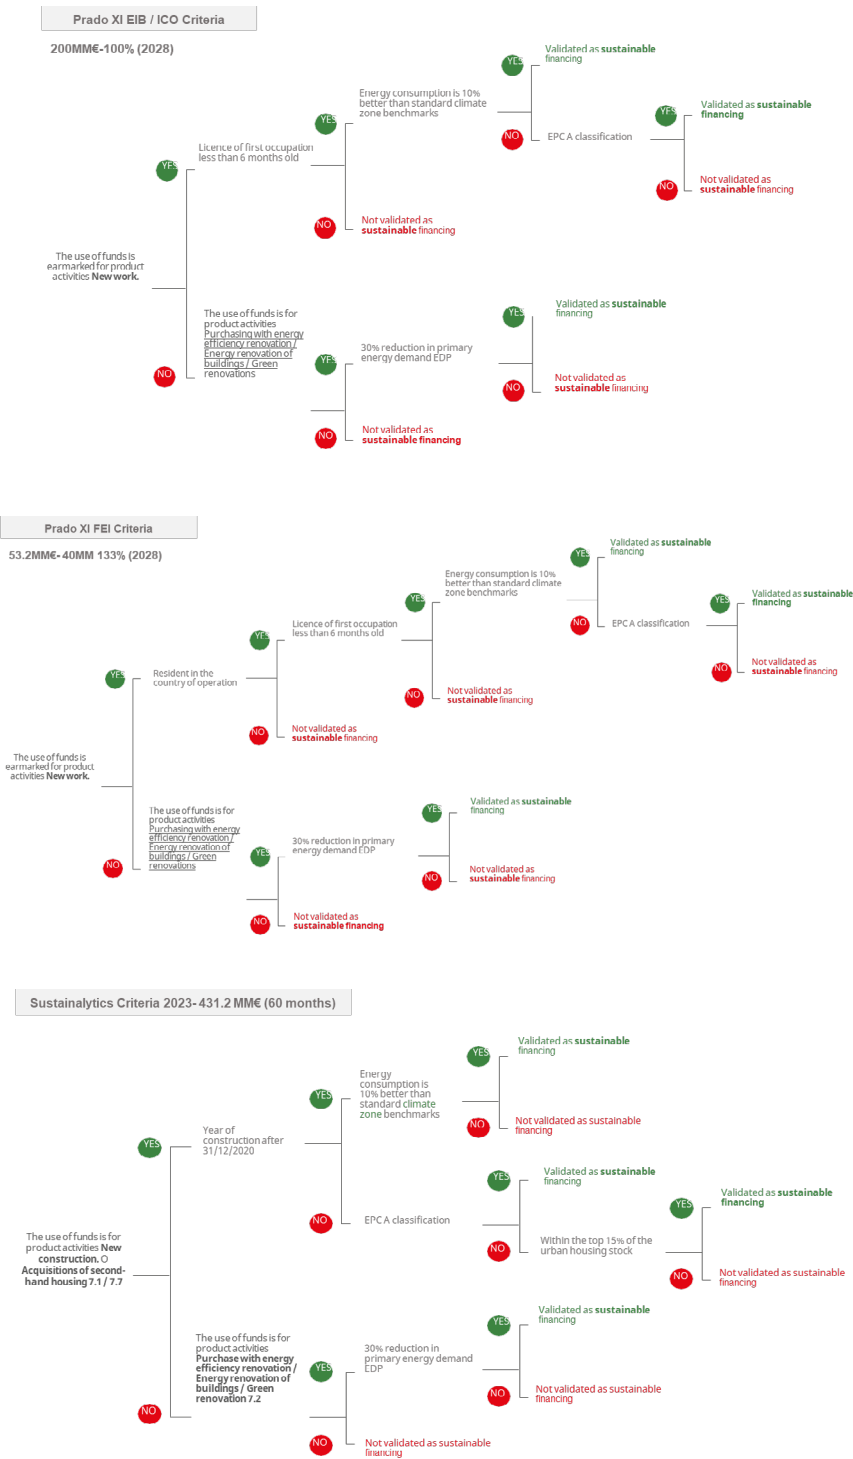 Prado XI EIB / ICO Criteria
200MM€-100% (2028)
YES
Validated as sustainable
financing
Energy consumption is 10%
better than standard climate
zone benchmarks
YES
NO
EPC A classification
YES
Validated as sustainable
financing
Licence of first occupation
less than 6 months old
YES
NO
Not validated as
sustainable financing
NO
Not validated as
sustainable financing
The use of funds is
earmarked for product
activities New work.
The use of funds is for
product activities
Purchasing with energy
efficiency renovation /
Energy renovation of
buildings / Green
renovations
NO
YES
30% reduction in primary
energy demand EDP
YES
Validated as sustainable
financing
NO
Not validated as
sustainable financing
NO
Not validated as
sustainable financing
Prado XI FEI Criteria
53.2MM€- 40MM 133% (2028)
YES
Validated as sustainable
financing
Energy consumption is 10%
better than standard climate
zone benchmarks
YES
NO
EPC A classification
YES
Validated as sustainable
financing
Licence of first occupation
less than 6 months old
YES
NO
Not validated as
sustainable financing
Resident in the
country of operation
YES
NO
Not validated as
sustainable financing
NO
Not validated as
sustainable financing
The use of funds is
earmarked for product
activities New work.
The use of funds is for
product activities
Purchasing with energy
efficiency renovation /
Energy renovation of
buildings / Green
renovations
NO
YES
30% reduction in primary
energy demand EDP
YES
Validated as sustainable
financing
NO
Not validated as
sustainable financing
NO
Not validated as
sustainable financing
Sustainalytics Criteria 2023- 431.2 MM€ (60 months)
YES
Validated as sustainable
financing
Energy
consumption is
10% better than
standard climate
zone benchmarks
YES
NO
Not validated as sustainable
financing
Year of
construction after
31/12/2020
YES
NO
EPC A classification
YES
Validated as sustainable
financing
NO
Within the top 15% of the
urban housing stock
YES
Validated as sustainable
financing
NO
Not validated as sustainable
financing
The use of funds is for
product activities New
construction. O
Acquisitions of second-
hand housing 7.1 / 7.7
The use of funds is for
product activities
Purchase with energy
efficiency renovation /
Energy renovation of
buildings / Green
renovation 7.2
NO
YES
30% reduction in
primary energy demand
EDP
YES
Validated as sustainable
financing
NO
Not validated as sustainable
financing
NO
Not validated as sustainable
financing